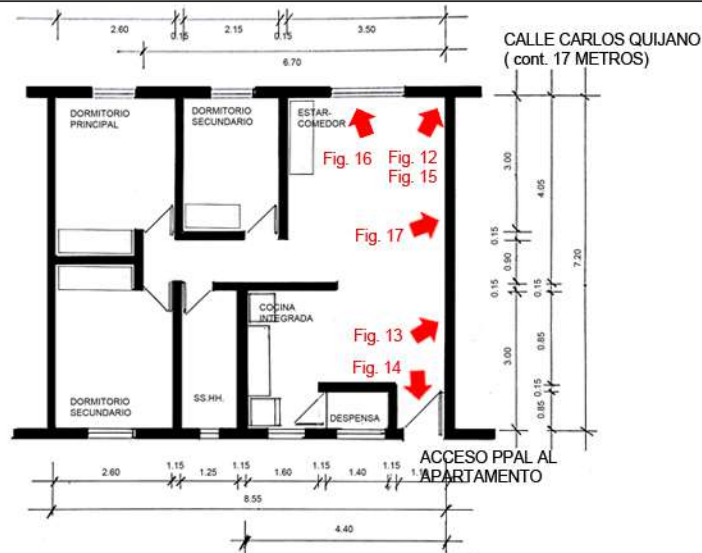 2.60
0.15
2.15
0.15
3.50
6.70
CALLE CARLOS QUIJANO
( cont. 17 METROS)
DORMITORIO
PRINCIPAL
DORMITORIO
SECUNDARIO
ESTAR-
COMEDOR
Fig. 16
Fig. 12
Fig. 15
Fig. 17
3.00
4.05
0.15
0.90
7.20
0.15
0.15
COCINA
INTEGRADA
Fig. 13
Fig. 14
3.00
0.85
0.15
0.85
DORMITORIO
SECUNDARIO
SS.HH.
DESPENSA
ACCESO PPAL AL
APARTAMENTO
2.60
1.15
1.25
1.15
1.60
1.15
1.40
1.15
8.55
4.40